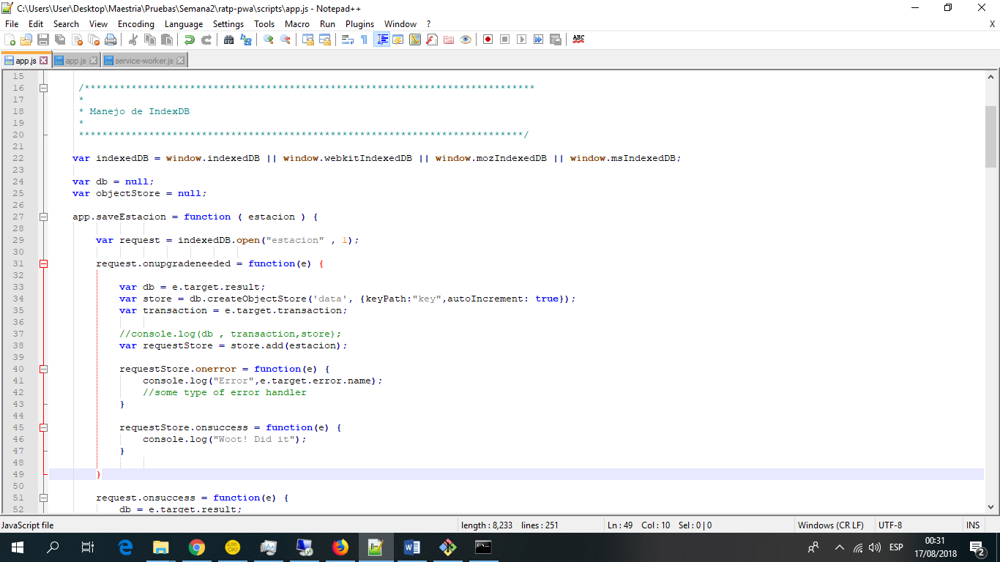 C:\Users\User\Desktop\Maestria\Pruebas\Semana2\ratp-pwa\scripts\app.js - Notepad++
File Edit Search View Encoding Language Settings Tools Macro Run Plugins Window ? X
app.js app.js service-worker.js
15
16 /*****************************************************************************
17 *
18 * Manejo de IndexDB
19 *
20 ****************************************************************************/
21
22 var indexedDB = window.indexedDB || window.webkitIndexedDB || window.mozIndexedDB || window.msIndexedDB;
23
24 var db = null;
25 var objectStore = null;
26
27 app.saveEstacion = function ( estacion ) {
28
29 var request = indexedDB.open("estacion" , 1);
30
31 request.onupgradeneeded = function(e) {
32
33 var db = e.target.result;
34 var store = db.createObjectStore('data', {keyPath:"key",autoIncrement: true});
35 var transaction = e.target.transaction;
36
37 //console.log(db , transaction,store);
38 var requestStore = store.add(estacion);
39
40 requestStore.onerror = function(e) {
41 console.log("Error",e.target.error.name);
42 //some type of error handler
43 }
44
45 requestStore.onsuccess = function(e) {
46 console.log("Woot! Did it");
47 }
48
49 }
50
51 request.onsuccess = function(e) {
52 db = e.target.result;
JavaScript file length : 8,233 lines : 251 Ln : 49 Col : 10 Sel : 0 | 0 Windows (CR LF) UTF-8 INS
ESP 00:31
17/08/2018 2